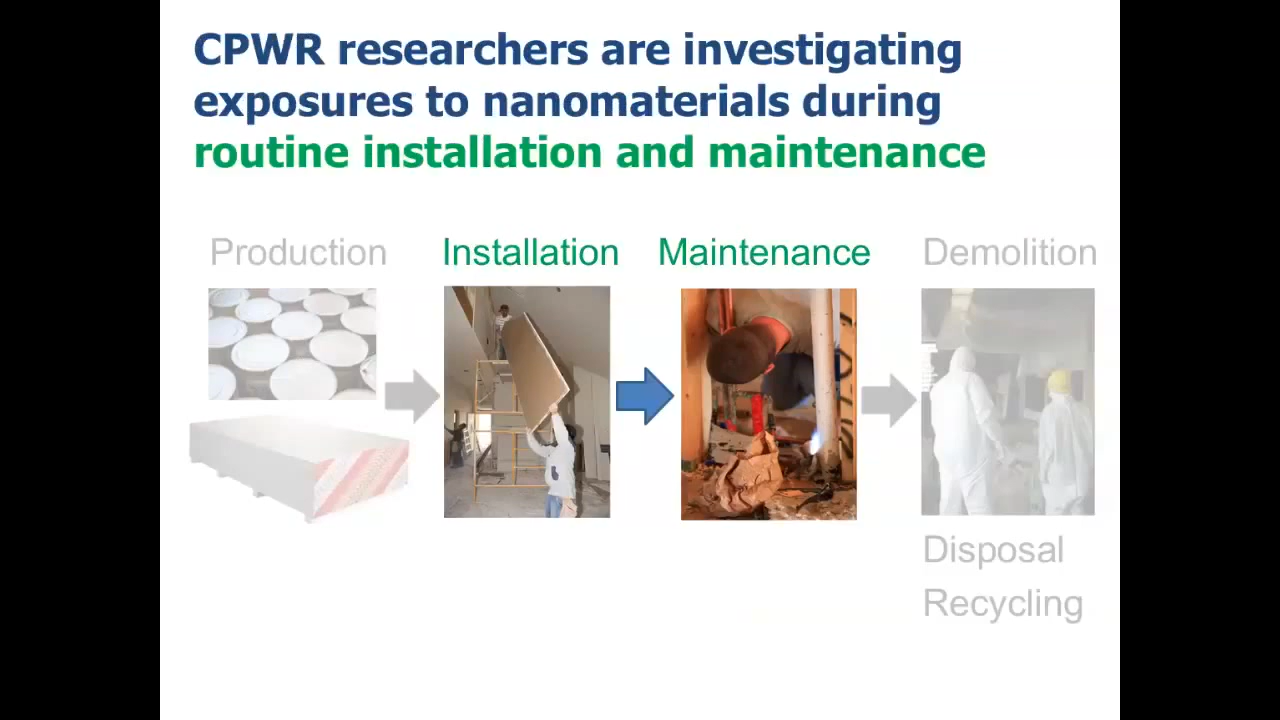 CPWR researchers are investigating
exposures to nanomaterials during
routine installation and maintenance
Production
Installation
Maintenance
Demolition
Disposal
Recycling